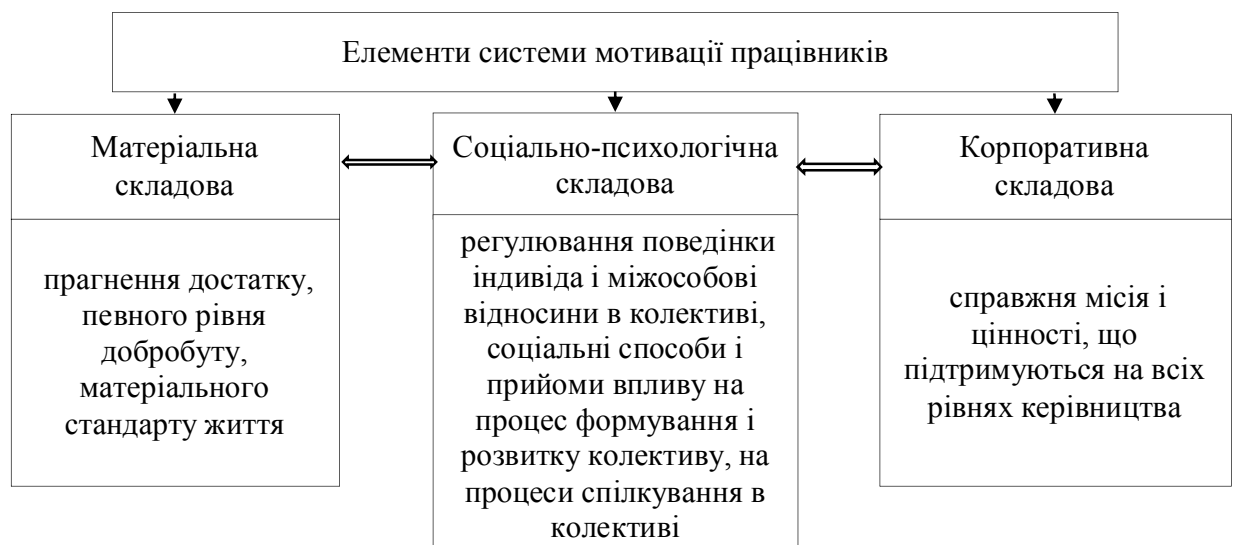 Елементи системи мотивації працівників
Матеріальна
складова
Соціально-психологічна
складова
Корпоративна
складова
прагнення достатку,
певного рівня
добробуту,
матеріального
стандарту життя
регулювання поведінки
індивіда і міжособові
відносини в колективі,
соціальні способи і
прийоми впливу на
процес формування і
розвитку колективу, на
процеси спілкування в
колективі
справжня місія і
цінності, що
підтримуються на всіх
рівнях керівництва